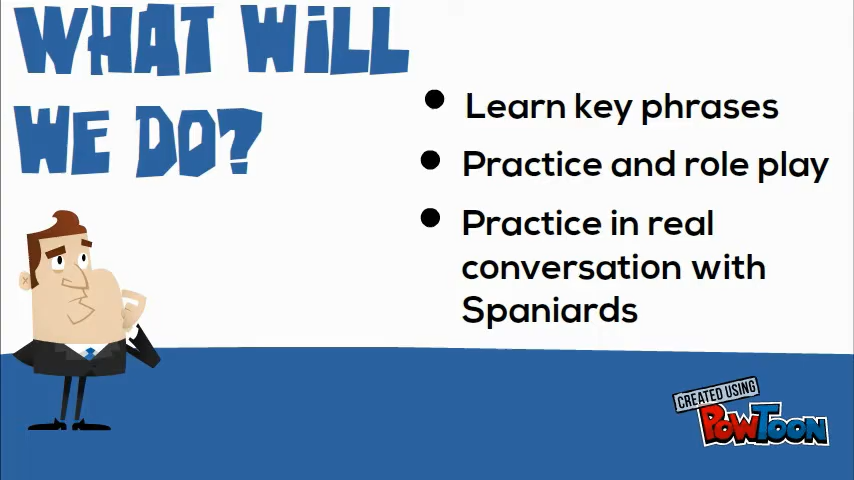 WHAT WiLL
WE DO?
● Learn key phrases
● Practice and role play
● Practice in real
conversation with
Spaniards
CREATED USING
POWTOON